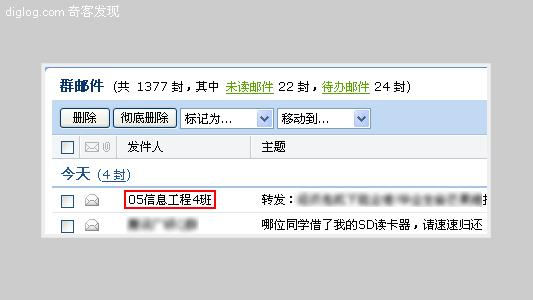 diglog.com 奇客发现
群邮件 (共 1377 封，其中 未读邮件 22 封，待办邮件 24 封)
删除 彻底删除 标记为... 移动到...
发件人 主题
今天 (4 封)
05信息工程4班 转发：
哪位同学借了我的SD读卡器，请速速归还